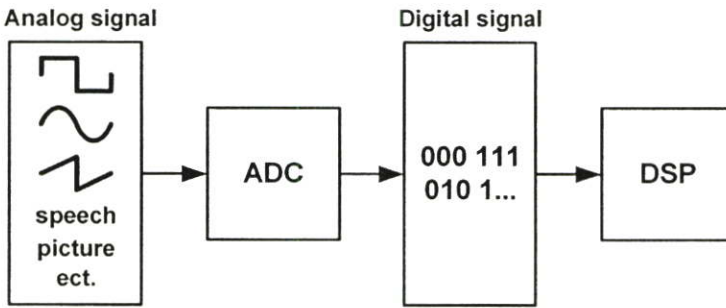 Analog signal
speech
picture
ect.
ADC
Digital signal
000 111
010 1...
DSP